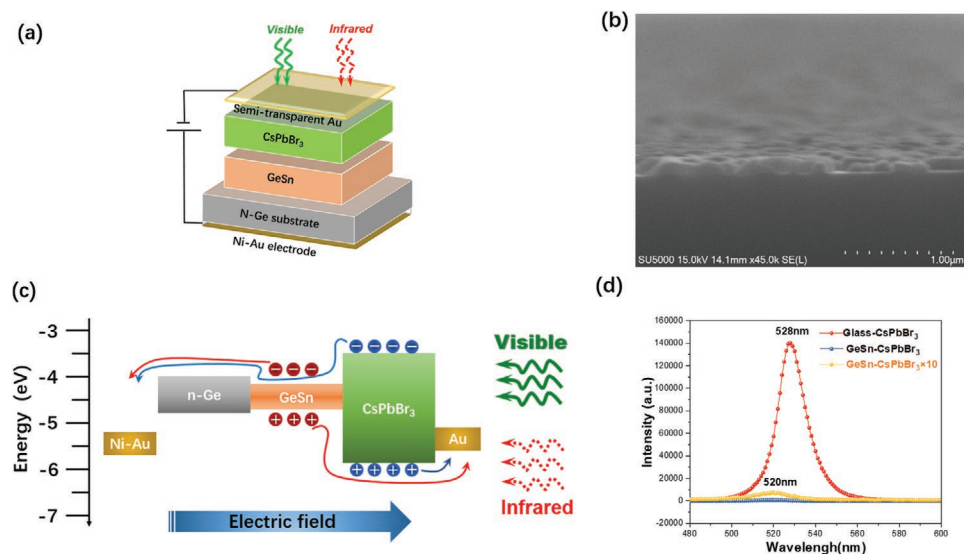 (a)
Visible
Infrared
Semi-transparent Au
CsPbBr₃
GeSn
N-Ge substrate
Ni-Au electrode
(b)
SU5000 15.0kV 14.1mm x45.0k SE(L)
1.00μm
(c)
Energy (eV)
-3
-4
-5
-6
-7
n-Ge
GeSn
CsPbBr₃
Ni-Au
Au
Visible
Infrared
Electric field
(d)
Intensity (a.u.)
160000
140000
120000
100000
80000
60000
40000
20000
0
-20000
528nm
520nm
Glass-CsPbBr₃
GeSn-CsPbBr₃
GeSn-CsPbBr₃×10
480 500 520 540 560 580 600
Wavelengh(nm)